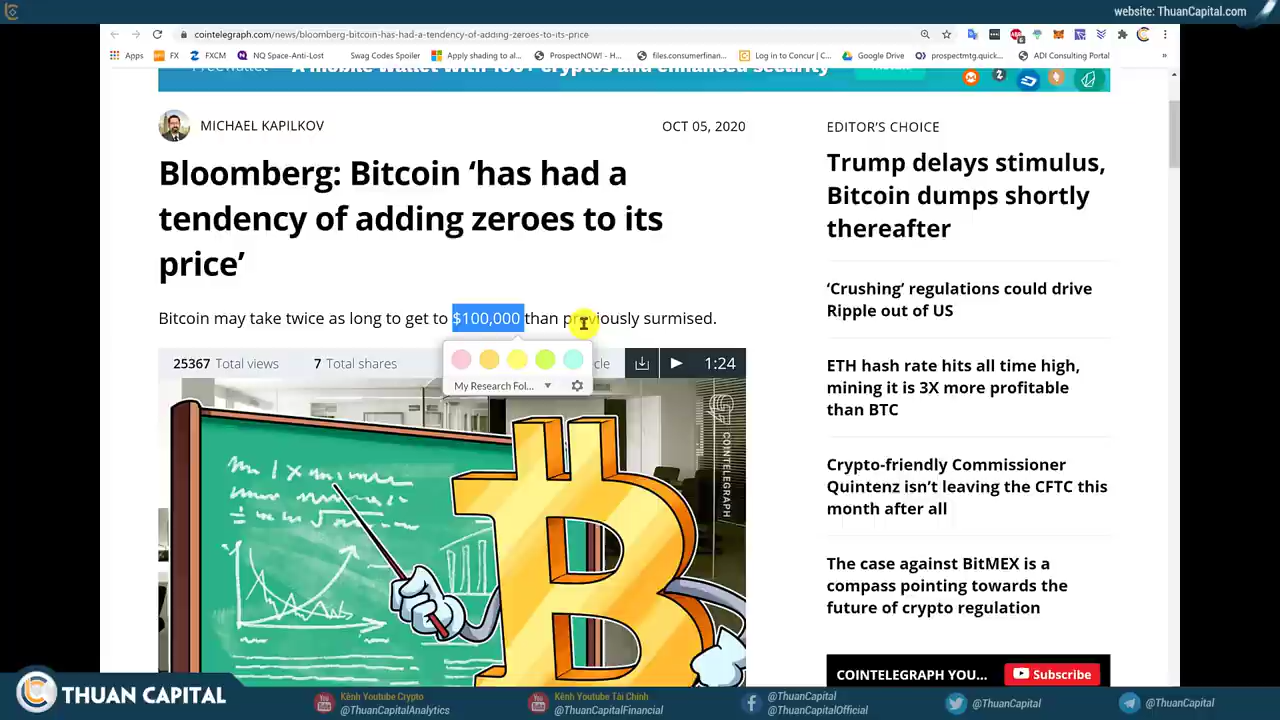 website: ThuanCapital.com
cointelegraph.com/news/bloomberg-bitcoin-has-had-a-tendency-of-adding-zeroes-to-its-price
Apps FX FXCM NQ Space-Anti-Lost Swag Codes Spoiler Apply shading to al... ProspectNOW! - H... files.consumerfinan... Log in to Concur |... Google Drive prospectmtg.quick... ADI Consulting Portal »
MICHAEL KAPILKOV
OCT 05, 2020
Bloomberg: Bitcoin ‘has had a
tendency of adding zeroes to its
price’
Bitcoin may take twice as long to get to $100,000 than previously surmised.
25367 Total views
7 Total shares
1:24
My Research Fol...
COINTELEGRAPH
EDITOR’S CHOICE
Trump delays stimulus,
Bitcoin dumps shortly
thereafter
‘Crushing’ regulations could drive
Ripple out of US
ETH hash rate hits all time high,
mining it is 3X more profitable
than BTC
Crypto-friendly Commissioner
Quintenz isn’t leaving the CFTC this
month after all
The case against BitMEX is a
compass pointing towards the
future of crypto regulation
COINTELEGRAPH YOU...
Subscribe
THUAN CAPITAL
Kênh Youtube Crypto
@ThuanCapitalAnalytics
Kênh Youtube Tài Chính
@ThuanCapitalFinancial
@ThuanCapital
@ThuanCapitalOfficial
@ThuanCapital
@ThuanCapital